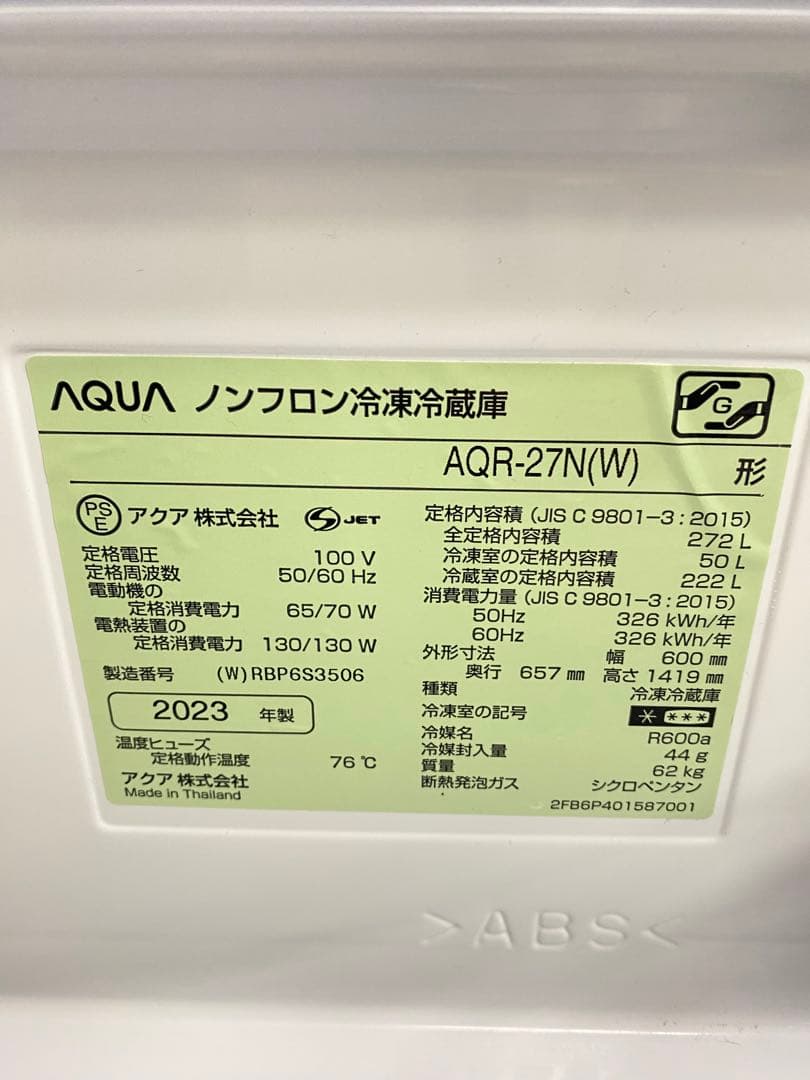 AQUA ノンフロン冷凍冷蔵庫
G
AQR-27N(W) 形
PS
E
アクア 株式会社
S JET
定格電圧 100 V
定格周波数 50/60 Hz
電動機の
定格消費電力 65/70 W
電熱装置の
定格消費電力 130/130 W
製造番号 (W)RBP6S3506
2023 年製
温度ヒューズ
定格動作温度 76 ℃
アクア 株式会社
Made in Thailand
定格内容積 (JIS C 9801-3:2015)
全定格内容積 272 L
冷凍室の定格内容積 50 L
冷蔵室の定格内容積 222 L
消費電力量 (JIS C 9801-3:2015)
50Hz 326 kWh/年
60Hz 326 kWh/年
外形寸法 幅 600 ㎜
奥行 657 ㎜ 高さ 1419 ㎜
種類 冷凍冷蔵庫
冷凍室の記号 * ***
冷媒名 R600a
冷媒封入量 44 g
質量 62 kg
断熱発泡ガス シクロペンタン
2FB6P401587001
>ABS<